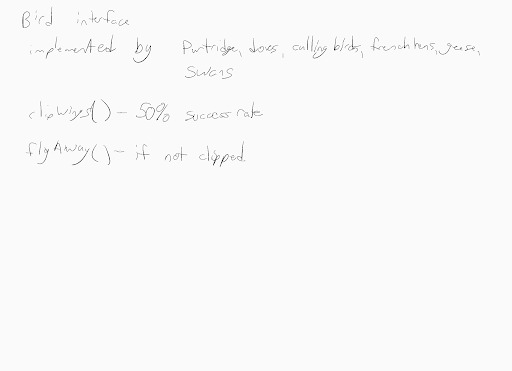 Bird interface
implemented by Partridge, doves, calling birds, french hens, geese,
Swans
clipWings() - 50% success rate
flyAway() - if not clipped